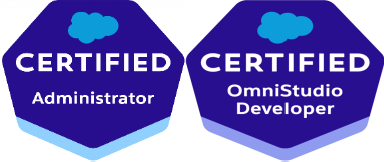 CERTIFIED
Administrator
CERTIFIED
OmniStudio
Developer